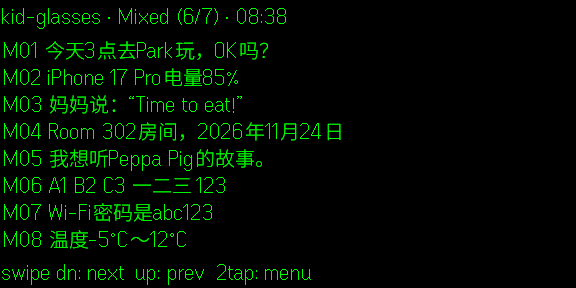 kid-glasses · Mixed (6/7) · 08:38
M01 今天3点去Park玩，OK吗？
M02 iPhone 17 Pro电量85%
M03 妈妈说：“Time to eat!”
M04 Room 302房间，2026年11月24日
M05 我想听Peppa Pig的故事。
M06 A1 B2 C3 一二三123
M07 Wi-Fi密码是abc123
M08 温度-5°C～12°C
swipe dn: next  up: prev  2tap: menu